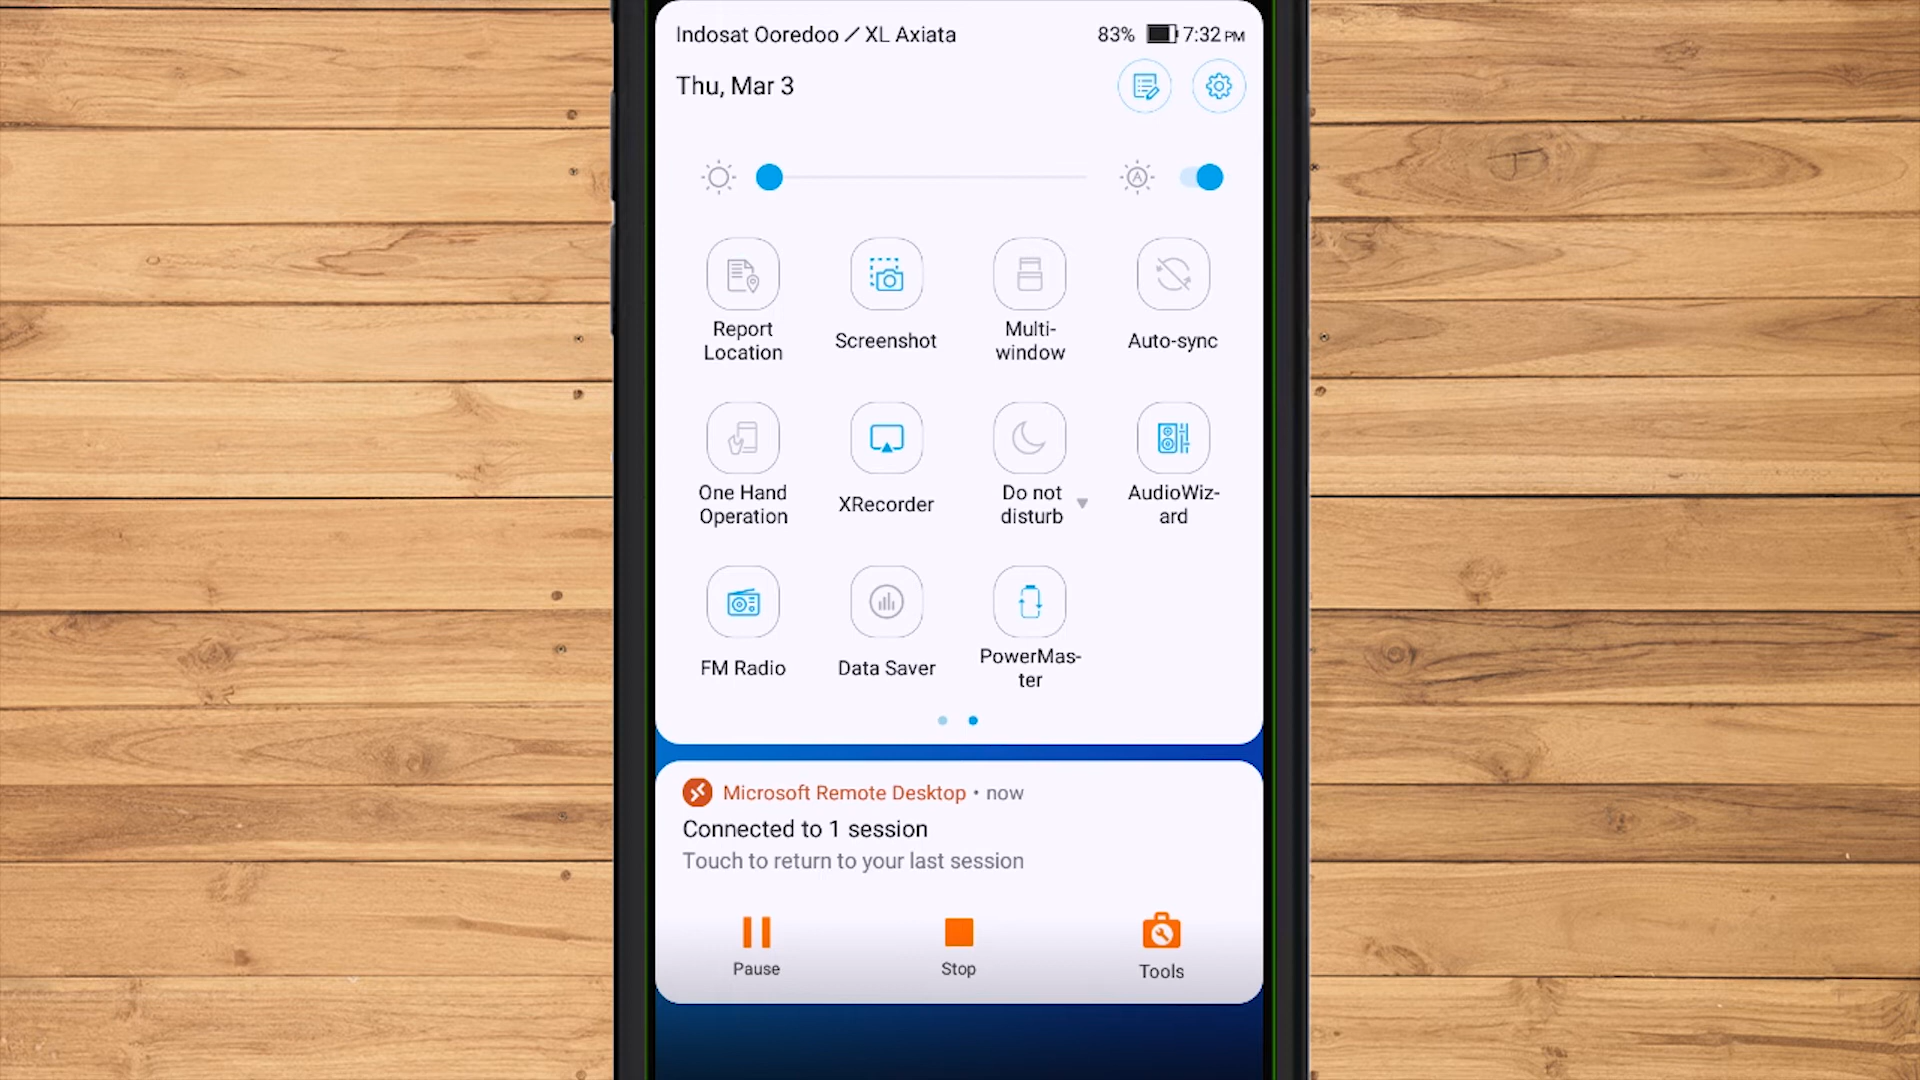 Indosat Ooredoo / XL Axiata
83% 7:32 PM
Thu, Mar 3
A
Report
Location
Screenshot
Multi-
window
Auto-sync
One Hand
Operation
XRecorder
Do not
disturb
AudioWiz-
ard
FM Radio
Data Saver
PowerMas-
ter
Microsoft Remote Desktop • now
Connected to 1 session
Touch to return to your last session
Pause
Stop
Tools